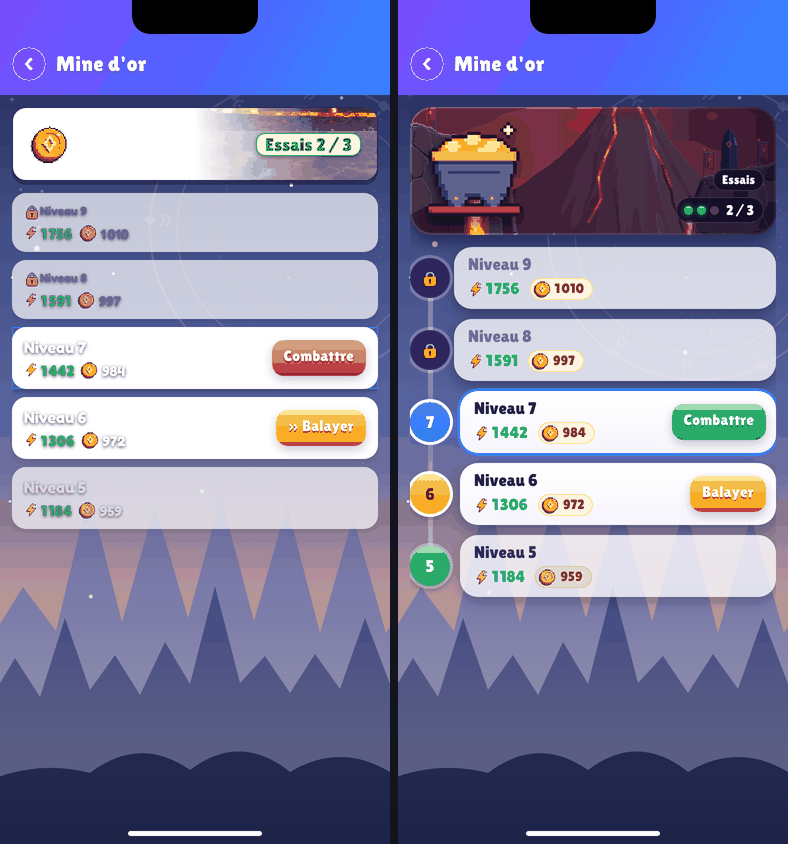 Mine d'or
Essais 2 / 3
Niveau 9
1756 1010
Niveau 8
1591 997
Niveau 7
1442 984
Combattre
Niveau 6
1306 972
» Balayer
Niveau 5
1184 959
Mine d'or
Essais
2 / 3
Niveau 9
1756 1010
Niveau 8
1591 997
7
Niveau 7
1442 984
Combattre
6
Niveau 6
1306 972
Balayer
5
Niveau 5
1184 959